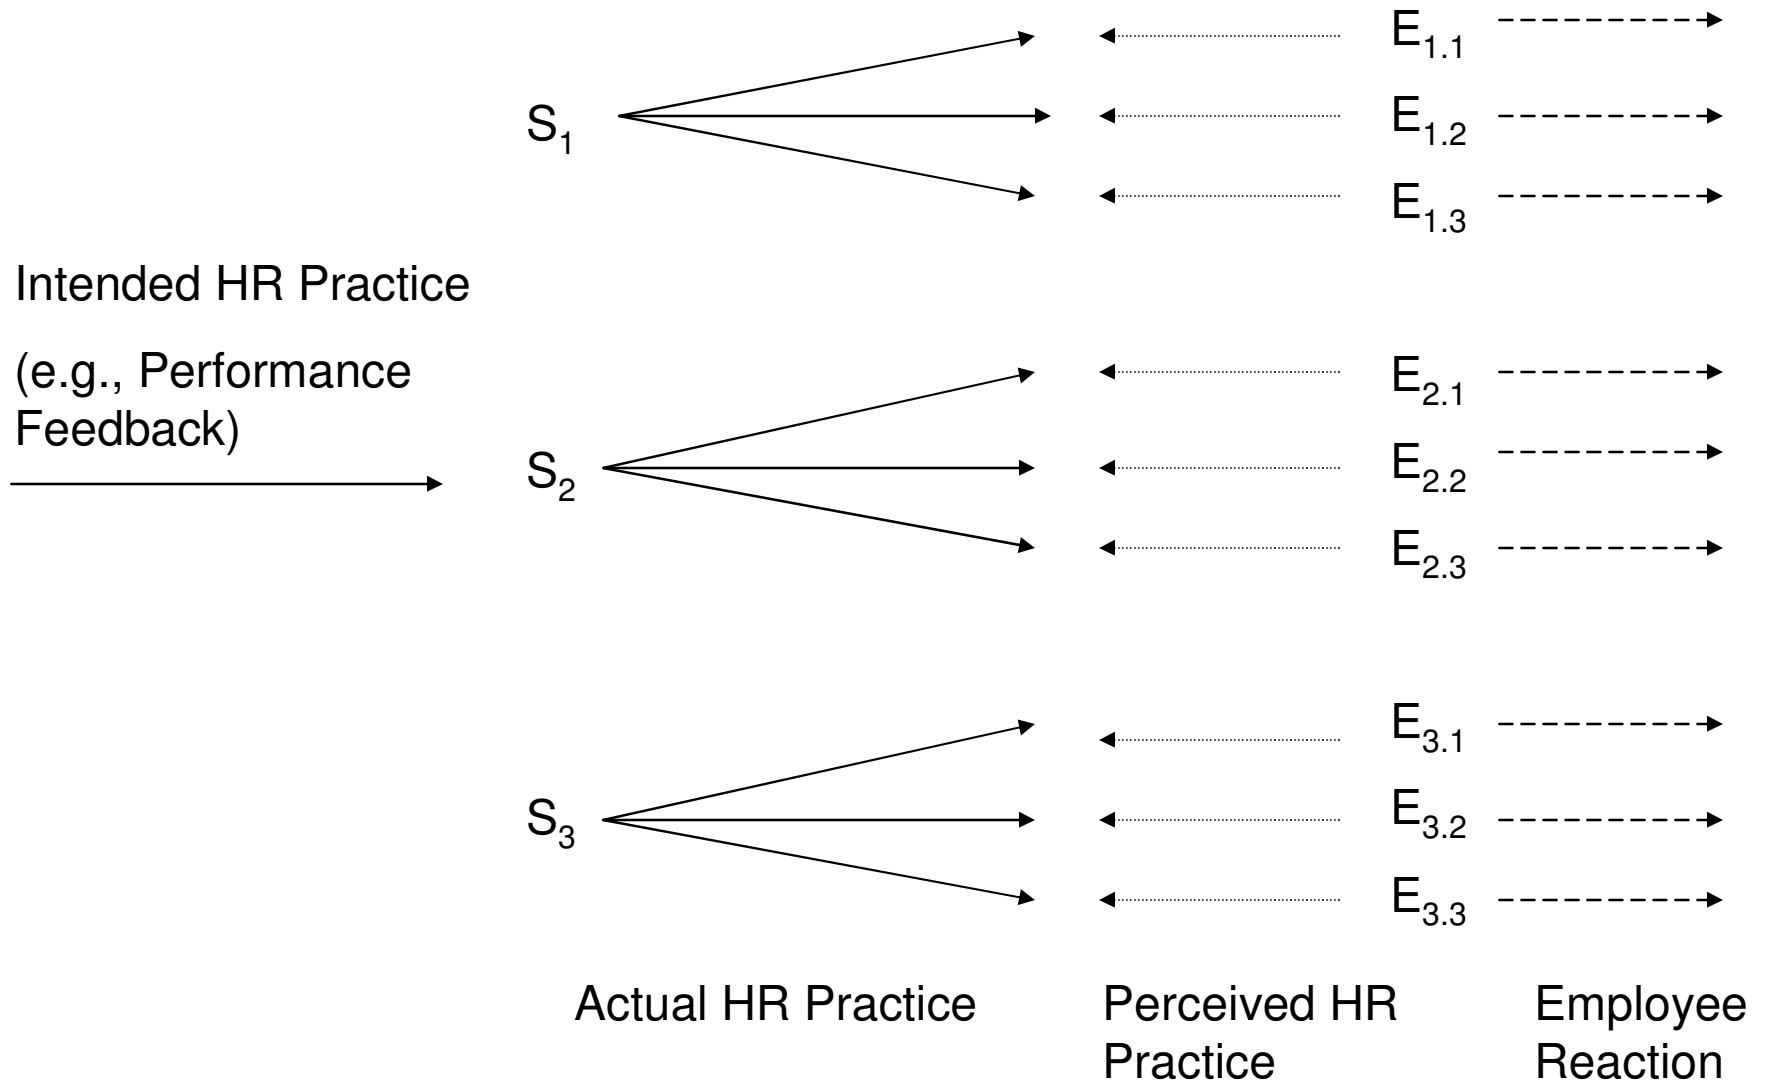 E1.1
S1
E1.2
E1.3
Intended HR Practice
(e.g., Performance
Feedback)
E2.1
S2
E2.2
E2.3
E3.1
S3
E3.2
E3.3
Actual HR Practice
Perceived HR
Practice
Employee
Reaction